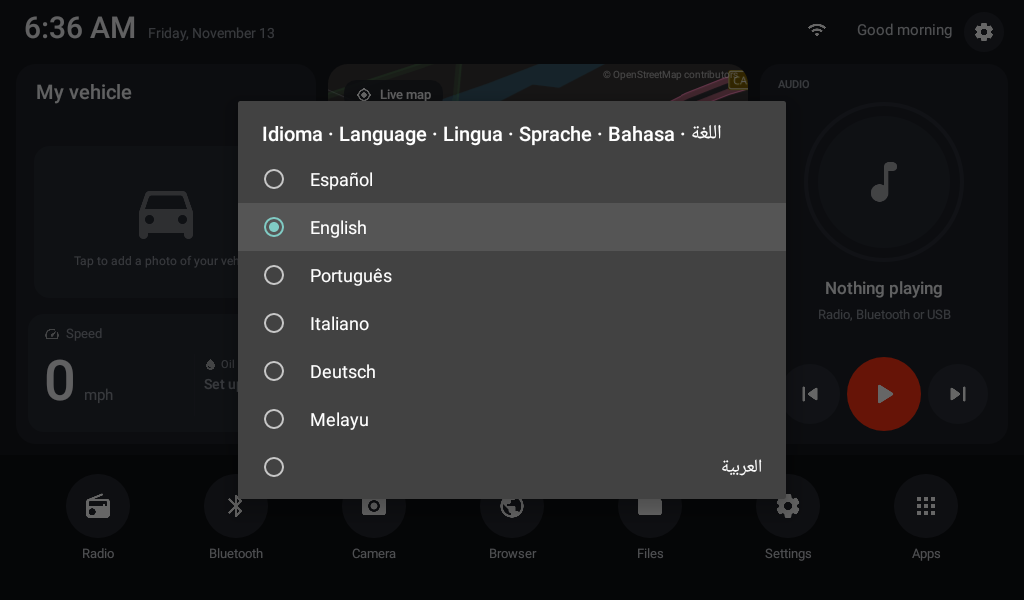 6:36 AM
Friday, November 13
Good morning
My vehicle
© OpenStreetMap contributors
CA
Live map
AUDIO
Idioma · Language · Lingua · Sprache · Bahasa · اللغة
Español
English
Português
Italiano
Deutsch
Melayu
العربية
Tap to add a photo of your
Speed
0 mph
Oil
Set
Nothing playing
Radio, Bluetooth or USB
Radio
Bluetooth
Camera
Browser
Files
Settings
Apps